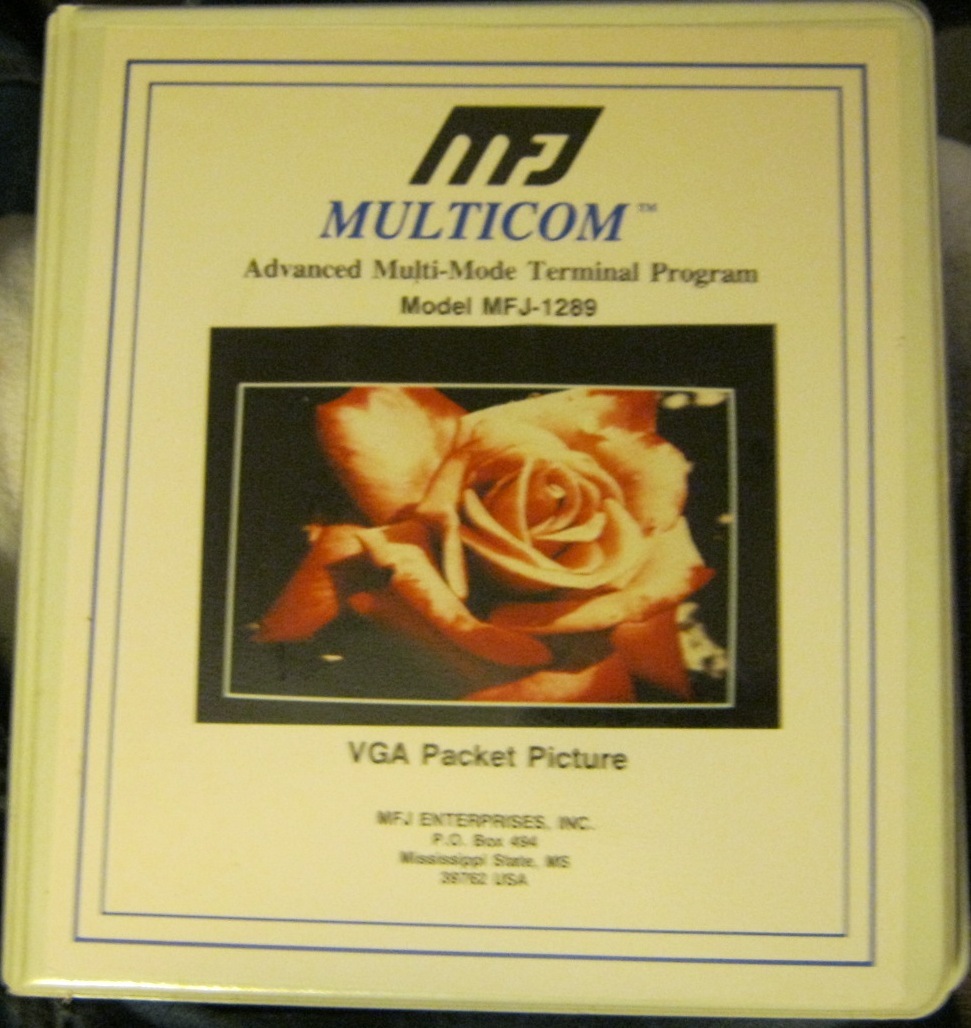 MFJ
MULTICOM™
Advanced Multi-Mode Terminal Program
Model MFJ-1289
VGA Packet Picture
MFJ ENTERPRISES, INC.
P.O. Box 494
Mississippi State, MS
39762 USA